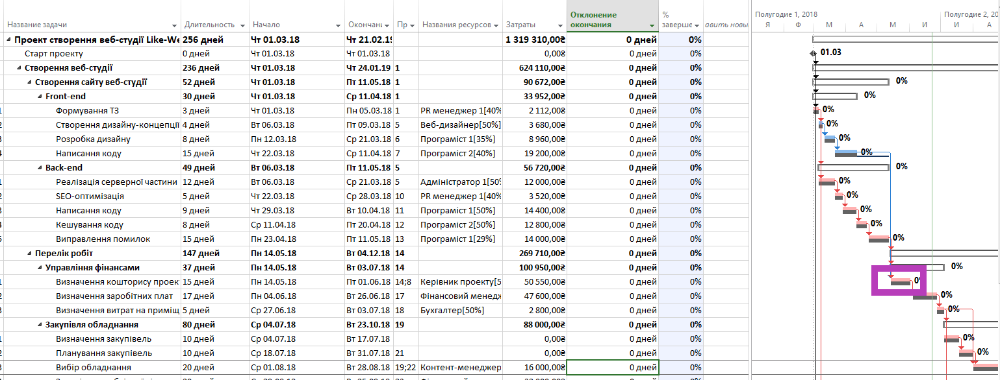 Название задачи Длительность Начало Окончани Пр Названия ресурсов Затраты Отклонение окончания % заверше авить новы
Полугодие 1, 2018 Полугодие 2, 20
Я Ф М А М И И А
Проект створення веб-студії Like-We 256 дней Чт 01.03.18 Чт 21.02.19 1 319 310,00₴ 0 дней 0%
Старт проекту 0 дней Чт 01.03.18 Чт 01.03.18 0,00₴ 0 дней 0% 01.03
Створення веб-студії 236 дней Чт 01.03.18 Чт 24.01.19 1 624 110,00₴ 0 дней 0%
Створення сайту веб-студії 52 дней Чт 01.03.18 Пт 11.05.18 1 90 672,00₴ 0 дней 0% 0%
Front-end 30 дней Чт 01.03.18 Ср 11.04.18 1 33 952,00₴ 0 дней 0% 0%
1 Формування ТЗ 3 дней Чт 01.03.18 Пн 05.03.18 1 PR менеджер 1[40% 2 112,00₴ 0 дней 0% 0%
2 Створення дизайну-концепції 4 дней Вт 06.03.18 Пт 09.03.18 5 Веб-дизайнер[50%] 3 680,00₴ 0 дней 0% 0%
3 Розробка дизайну 8 дней Пн 12.03.18 Ср 21.03.18 6 Програміст 1[35%] 8 960,00₴ 0 дней 0% 0%
4 Написання коду 15 дней Чт 22.03.18 Ср 11.04.18 7 Програміст 2[40%] 19 200,00₴ 0 дней 0% 0%
Back-end 49 дней Вт 06.03.18 Пт 11.05.18 5 56 720,00₴ 0 дней 0% 0%
1 Реалізація серверної частини 12 дней Вт 06.03.18 Ср 21.03.18 5 Адміністратор 1[50% 12 000,00₴ 0 дней 0% 0%
2 SEO-оптимізація 5 дней Чт 22.03.18 Ср 28.03.18 10 PR менеджер 1[40% 3 520,00₴ 0 дней 0% 0%
3 Написання коду 9 дней Чт 29.03.18 Вт 10.04.18 11 Програміст 1[50%] 14 400,00₴ 0 дней 0% 0%
4 Кешування коду 8 дней Ср 11.04.18 Пт 20.04.18 12 Програміст 2[50%] 12 800,00₴ 0 дней 0% 0%
5 Виправлення помилок 15 дней Пн 23.04.18 Пт 11.05.18 13 Програміст 1[29%] 14 000,00₴ 0 дней 0% 0%
Перелік робіт 147 дней Пн 14.05.18 Вт 04.12.18 14 269 710,00₴ 0 дней 0%
Управління фінансами 37 дней Пн 14.05.18 Вт 03.07.18 14 100 950,00₴ 0 дней 0% 0%
1 Визначення кошторису проек 15 дней Пн 14.05.18 Пт 01.06.18 14;8 Керівник проекту[5 50 550,00₴ 0 дней 0%
2 Визначення заробітних плат 17 дней Пн 04.06.18 Вт 26.06.18 17 Фінансовий менедж 47 600,00₴ 0 дней 0% 0%
3 Визначення витрат на приміщ 5 дней Ср 27.06.18 Вт 03.07.18 18 Бухгалтер[50%] 2 800,00₴ 0 дней 0% 0%
Закупівля обладнання 80 дней Ср 04.07.18 Вт 23.10.18 19 88 000,00₴ 0 дней 0%
1 Визначення закупівель 10 дней Ср 04.07.18 Вт 17.07.18 0,00₴ 0 дней 0% 0%
2 Планування закупівель 10 дней Ср 18.07.18 Вт 31.07.18 21 0,00₴ 0 дней 0% 0%
3 Вибір обладнання 20 дней Ср 01.08.18 Вт 28.08.18 19;22 Контент-менеджер 16 000,00₴ 0 дней 0%